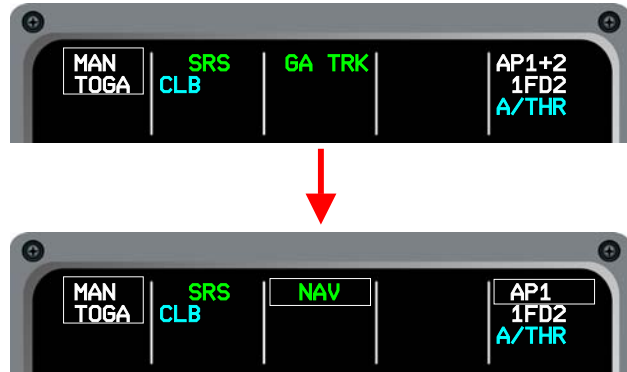 MAN SRS GA TRK AP1+2
TOGA CLB 1FD2
A/THR
MAN SRS NAV AP1
TOGA CLB 1FD2
A/THR